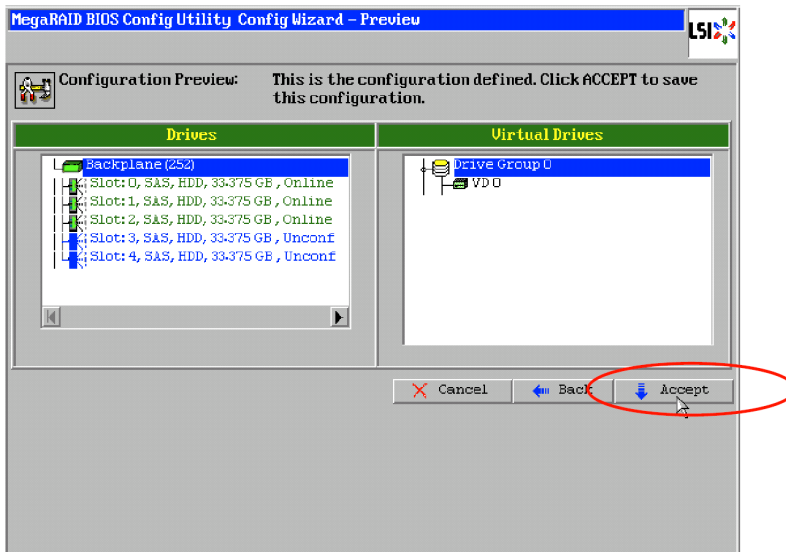 MegaRAID BIOS Config Utility Config Wizard – Preview
LSI
Configuration Preview:
This is the configuration defined. Click ACCEPT to save
this configuration.
Drives
Virtual Drives
Backplane (252)
Slot: 0, SAS, HDD, 33.375 GB , Online
Slot: 1, SAS, HDD, 33.375 GB , Online
Slot: 2, SAS, HDD, 33.375 GB , Online
Slot: 3, SAS, HDD, 33.375 GB , Unconf
Slot: 4, SAS, HDD, 33.375 GB , Unconf
Drive Group 0
VD 0
Cancel
Back
Accept